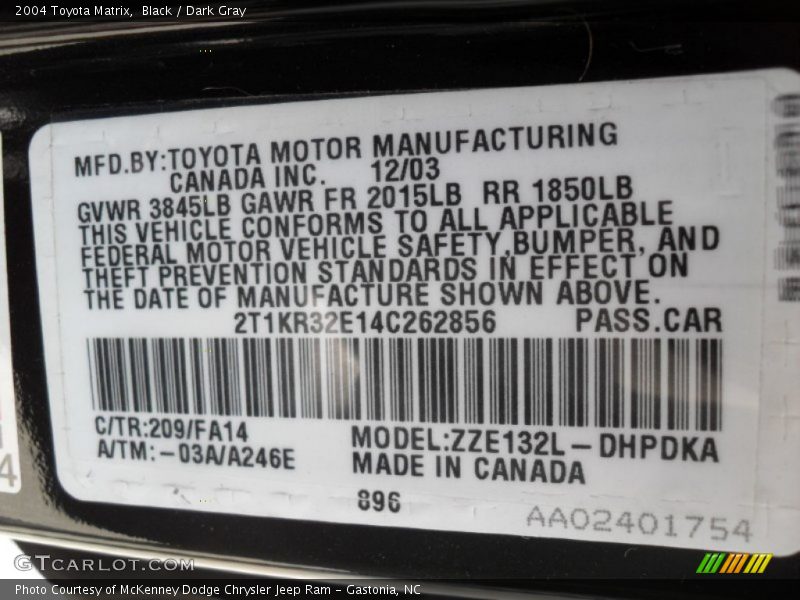 2004 Toyota Matrix, Black / Dark Gray
MFD.BY:TOYOTA MOTOR MANUFACTURING
CANADA INC. 12/03
GVWR 3845LB GAWR FR 2015LB RR 1850LB
THIS VEHICLE CONFORMS TO ALL APPLICABLE
FEDERAL MOTOR VEHICLE SAFETY,BUMPER, AND
THEFT PREVENTION STANDARDS IN EFFECT ON
THE DATE OF MANUFACTURE SHOWN ABOVE.
2T1KR32E14C262856 PASS.CAR
C/TR:209/FA14
A/TM:-03A/A246E
MODEL:ZZE132L-DHPDKA
MADE IN CANADA
896
AA02401754
4
GTCARLOT.COM
Photo Courtesy of McKenney Dodge Chrysler Jeep Ram - Gastonia, NC